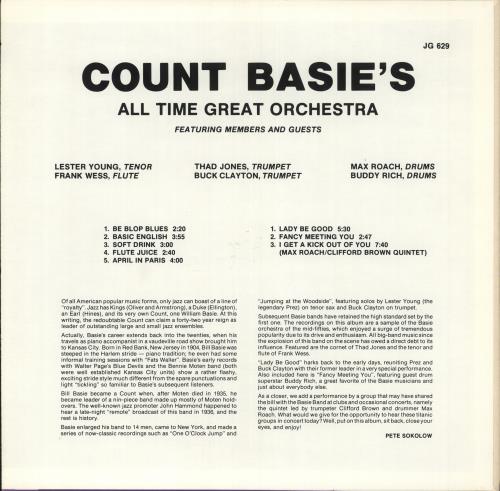 JG 629
COUNT BASIE'S
ALL TIME GREAT ORCHESTRA
FEATURING MEMBERS AND GUESTS
LESTER YOUNG, TENOR
FRANK WESS, FLUTE
THAD JONES, TRUMPET
BUCK CLAYTON, TRUMPET
MAX ROACH, DRUMS
BUDDY RICH, DRUMS
1. BE BLOP BLUES 2:20
2. BASIC ENGLISH 3:55
3. SOFT DRINK 3:00
4. FLUTE JUICE 2:40
5. APRIL IN PARIS 4:00
1. LADY BE GOOD 5:30
2. FANCY MEETING YOU 2:47
3. I GET A KICK OUT OF YOU 7:40
(MAX ROACH/CLIFFORD BROWN QUINTET)
Of all American popular music forms, only jazz can boast of a line of
"royalty". Jazz has Kings (Oliver and Armstrong), a Duke (Ellington),
an Earl (Hines), and its very own Count, one William Basie. At this
writing, the redoubtable Count can claim a forty-two year reign as
leader of outstanding large and small jazz ensembles.
Actually, Basie's career extends back into the twenties, when his
travels as piano accompanist in a vaudeville road show brought him
to Kansas City. Born in Red Bank, New Jersey in 1904, Bill Basie was
steeped in the Harlem stride — piano tradition; he even had some
informal training sessions with "Fats Waller". Basie's early records
with Walter Page's Blue Devils and the Bennie Moten band (both
were well established Kansas City units) show a rather flashy,
exciting stride style much different from the spare punctuations and
light "tickling" so familiar to Basie's subsequent listeners.
Bill Basie became a Count when, after Moten died in 1935, he
became leader of a nin-piece band made up mostly of Moten hold-
overs. The well-known jazz promoter John Hammond happened to
hear a late-night "remote" broadcast of this band in 1936, and the
rest is history.
Basie enlarged his band to 14 men, came to New York, and made a
series of now-classic recordings such as "One O'Clock Jump" and
"Jumping at the Woodside", featuring solos by Lester Young (the
legendary Prez) on tenor sax and Buck Clayton on trumpet.
Subsequent Basie bands have retained the high standard set by the
first one. The recordings on this album are a sample of the Basie
orchestra of the mid-fifties, which enjoyed a surge of tremendous
popularity due to its drive and enthusiasm. All big-band music since
the explosion of this band on the scene has owed a direct debt to its
influence. Featured are the cornet of Thad Jones and the tenor and
flute of Frank Wess.
"Lady Be Good" harks back to the early days, reuniting Prez and
Buck Clayton with their former leader in a very special performance.
Also included here is "Fancy Meeting You", featuring guest drum
superstar Buddy Rich, a great favorite of the Basie musicians and
just about everybody else.
As a closer, we add a performance by a group that may have shared
the bill with the Basie Band at clubs and occasional concerts, namely
the quintet led by trumpeter Clifford Brown and drummer Max
Roach. What would we give for the opportunity to hear these titanic
groups in concert today? Well, put on this album, sit back, close your
eyes, and enjoy!
PETE SOKOLOW